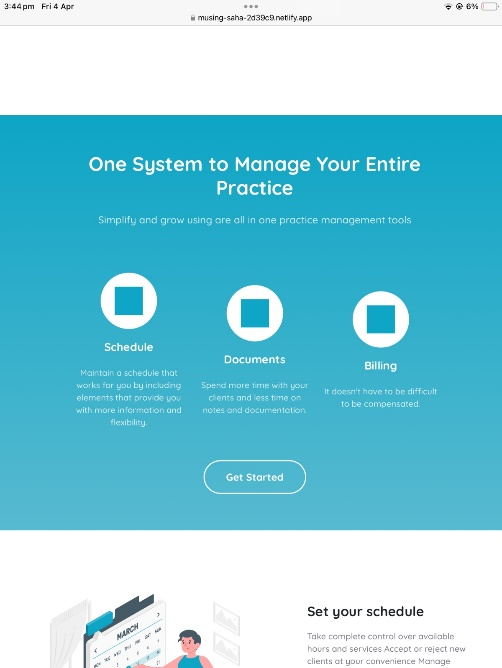 3:44 pm Fri 4 Apr
6%
musing-saha-2d39c9.netlify.app
One System to Manage Your Entire
Practice
Simplify and grow using are all in one practice management tools
Schedule
Maintain a schedule that
works for you by including
elements that provide you
with more information and
flexibility.
Documents
Spend more time with your
clients and less time on
notes and documentation.
Billing
It doesn't have to be difficult
to be compensated.
Get Started
MARCH
Set your schedule
Take complete control over available
hours and services Accept or reject new
clients at your convenience Manage